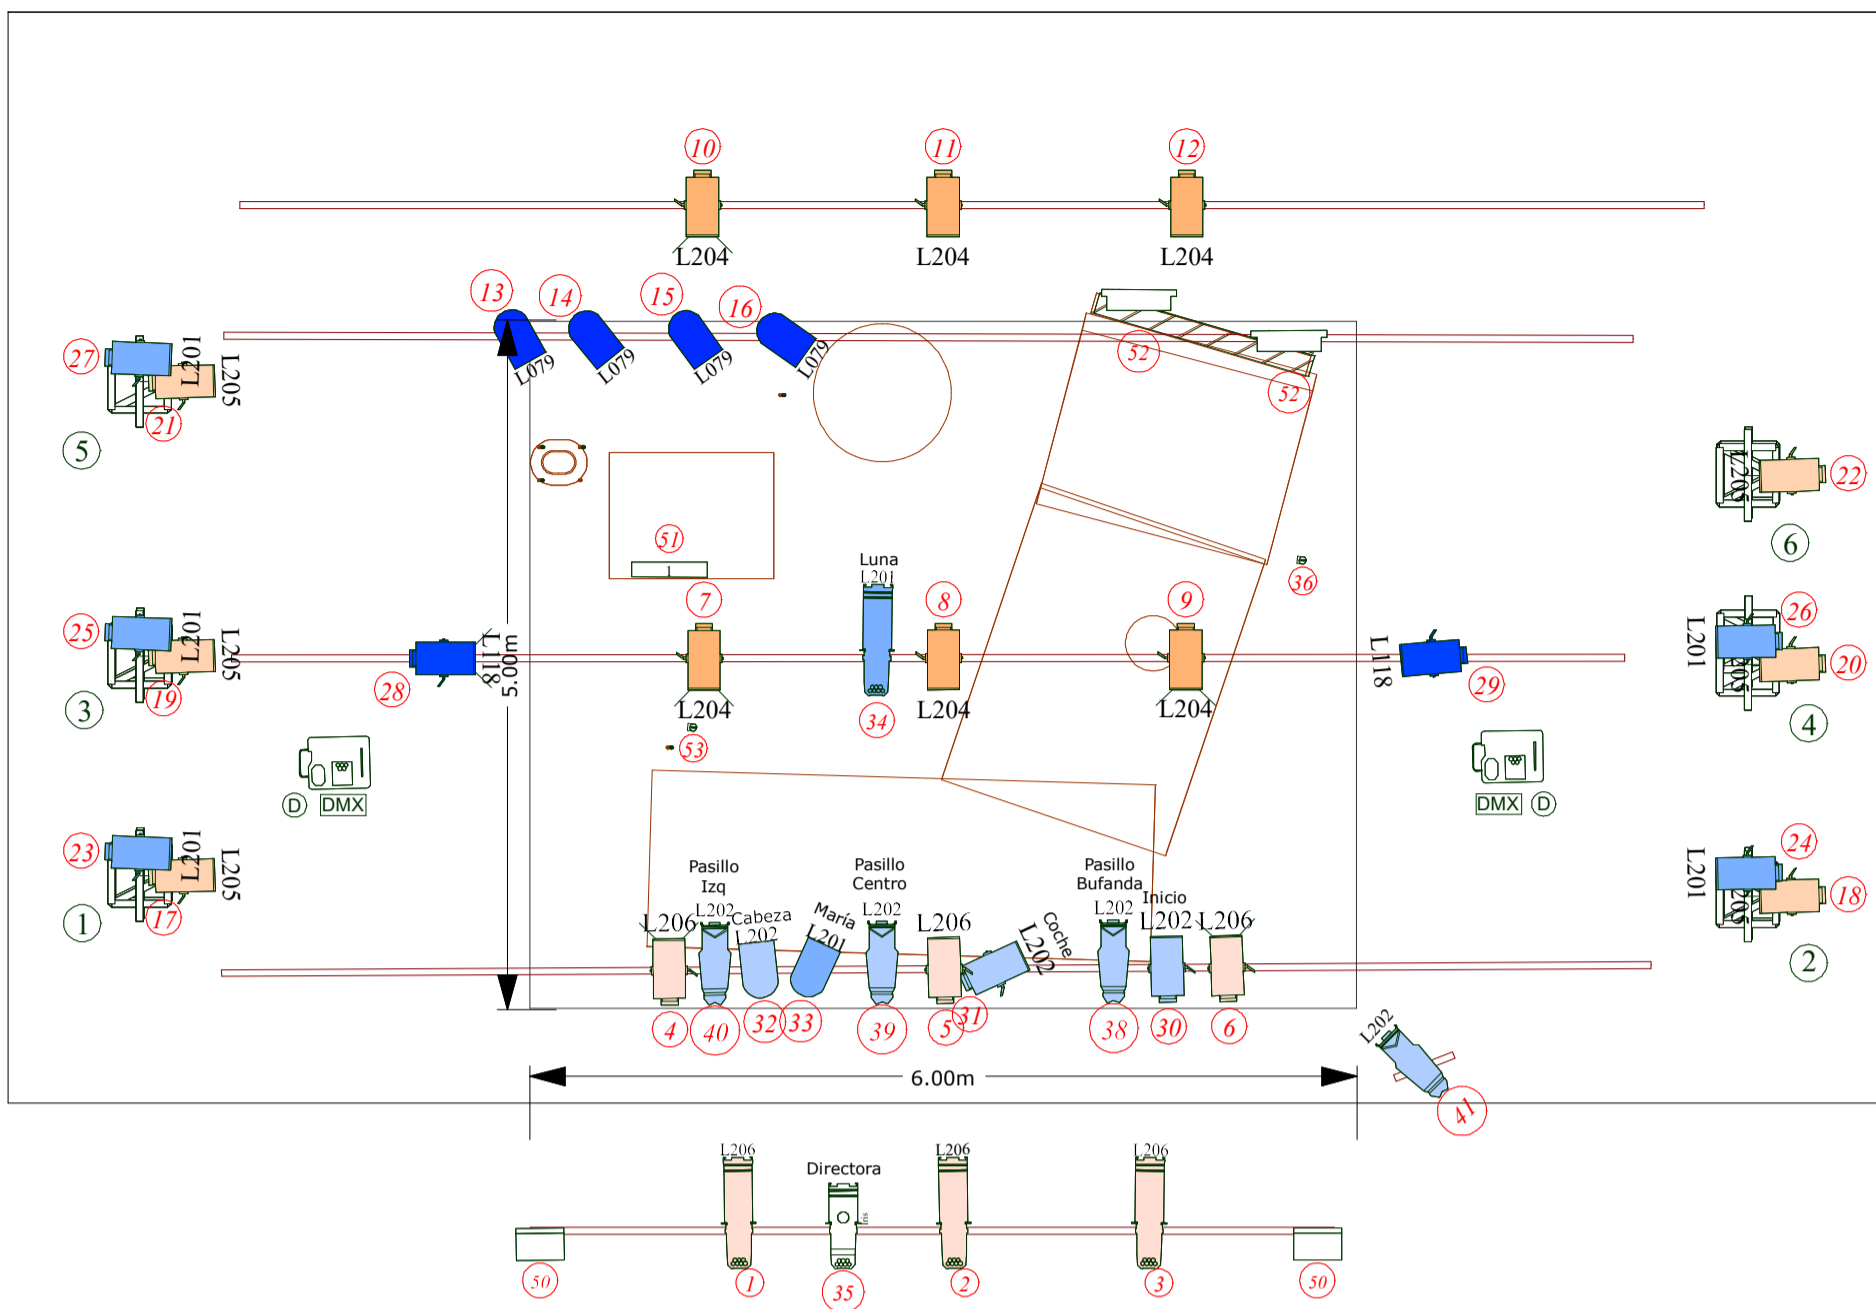 10
11
12
L204
L204
L204
13
14
15
16
L079
L079
L079
L079
52
52
27
L201
L205
21
5
22
L205
6
51
1
Luna
L201
36
7
8
9
25
L201
L205
19
3
28
L118
5.00m
L204
34
L204
L204
53
L118
29
L201
26
L205
20
4
D
DMX
DMX
D
23
L201
L205
17
1
24
L201
L205
18
2
Pasillo
Izq
L202
Cabeza
L202
María
L201
Pasillo
Centro
L202
L206
L206
Coche
L202
Pasillo
Bufanda
L202
Inicio
L202
L206
4
40
32
33
39
5
31
38
30
6
L202
41
6.00m
L206
Directora
Iris
L206
L206
50
1
35
2
3
50